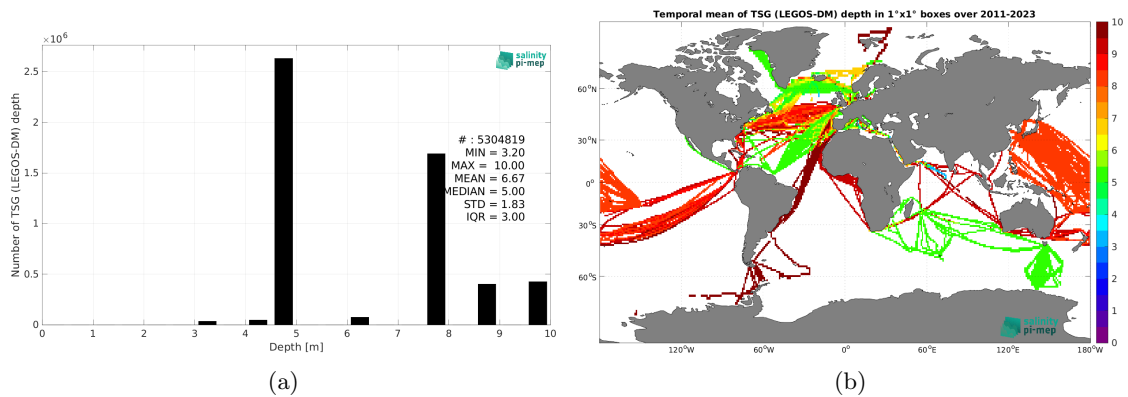 Temporal mean of TSG (LEGOS-DM) depth in 1°x1° boxes over 2011-2023
×10⁶
salinity
pi-mep
Number of TSG (LEGOS-DM) depth
2.5
2
1.5
1
0.5
0
# : 5304819
MIN = 3.20
MAX = 10.00
MEAN = 6.67
MEDIAN = 5.00
STD = 1.83
IQR = 3.00
0 1 2 3 4 5 6 7 8 9 10
Depth [m]
(a)
60°N
30°N
0°
30°S
60°S
120°W 60°W 0° 60°E 120°E 180°W
salinity
pi-mep
10
9
8
7
6
5
4
3
2
1
0
(b)